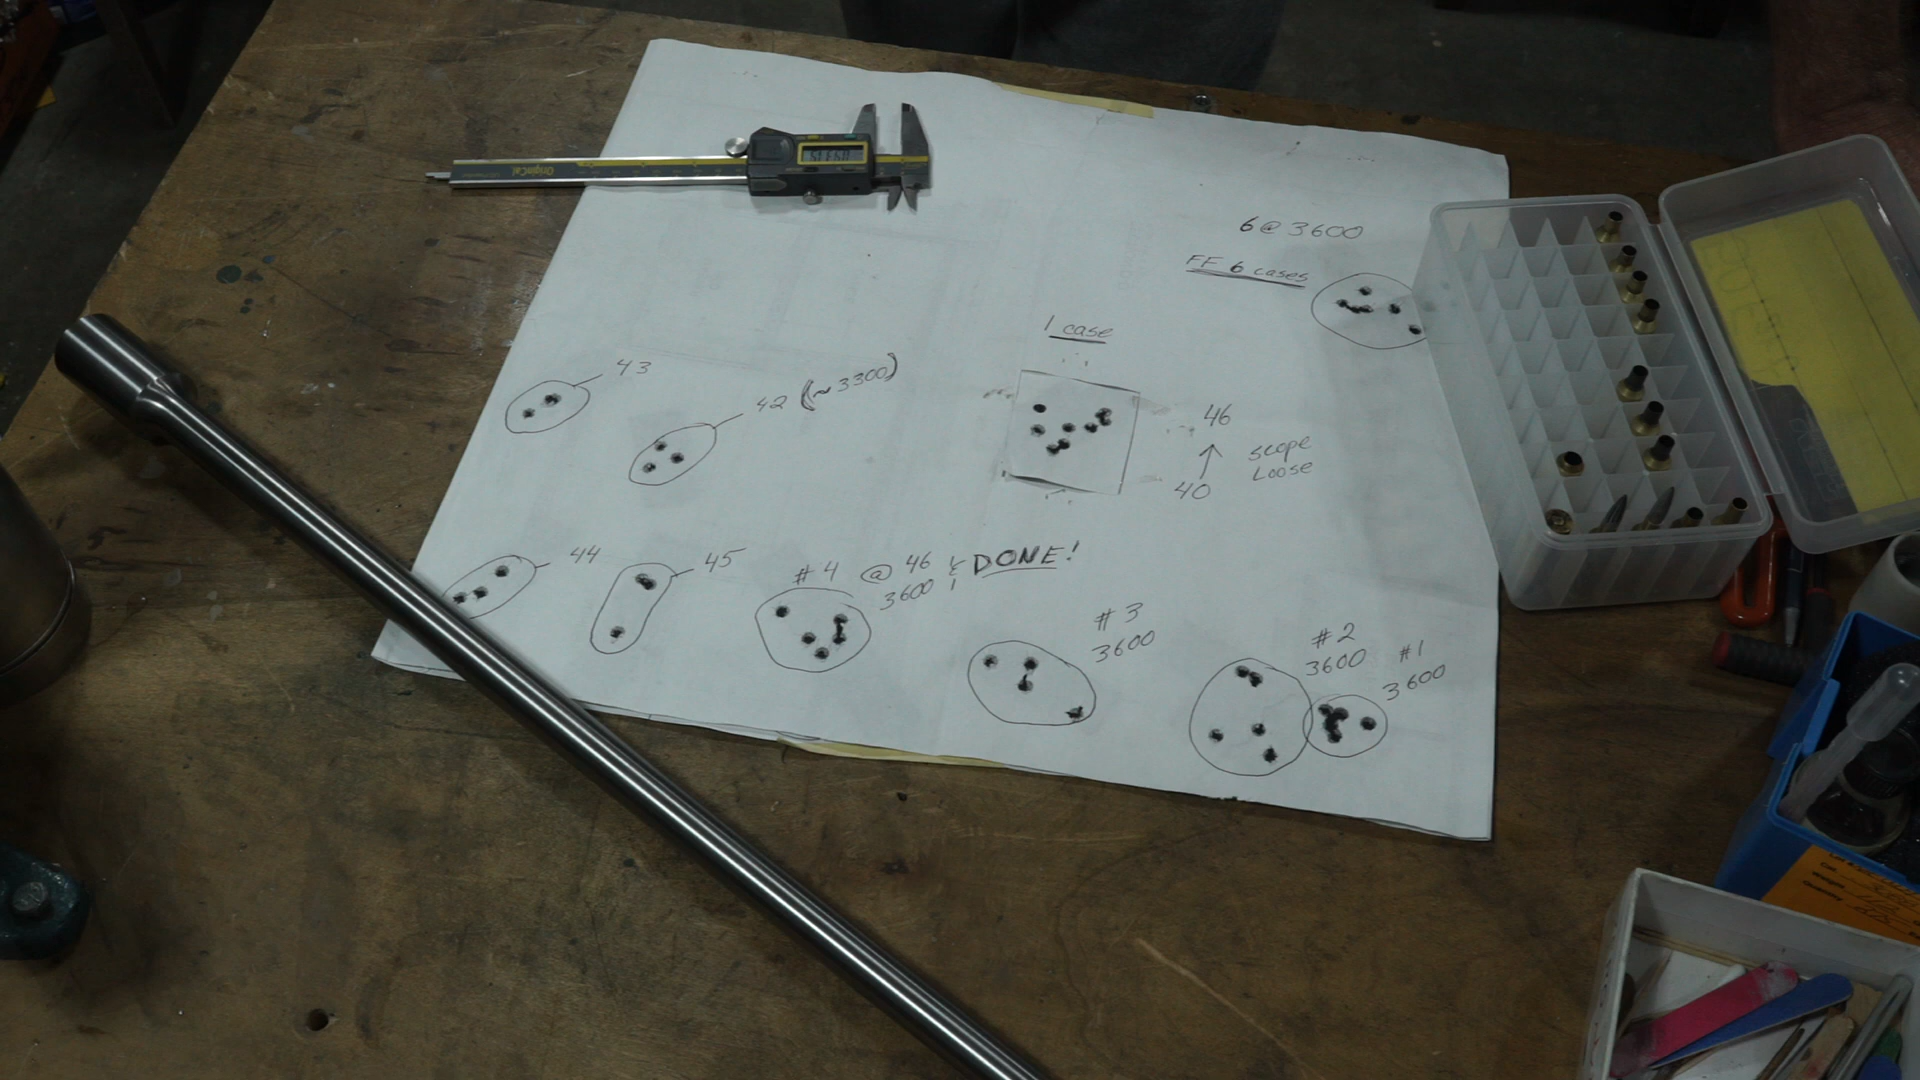 OriginCal
6 @ 3600
FF 6 cases
1 case
43
42 (~3300)
46
↑
40
SCOPE
LOOSE
44
45
# 4 @ 46 & DONE!
3600
# 3
3600
# 2
3600
#1
3600